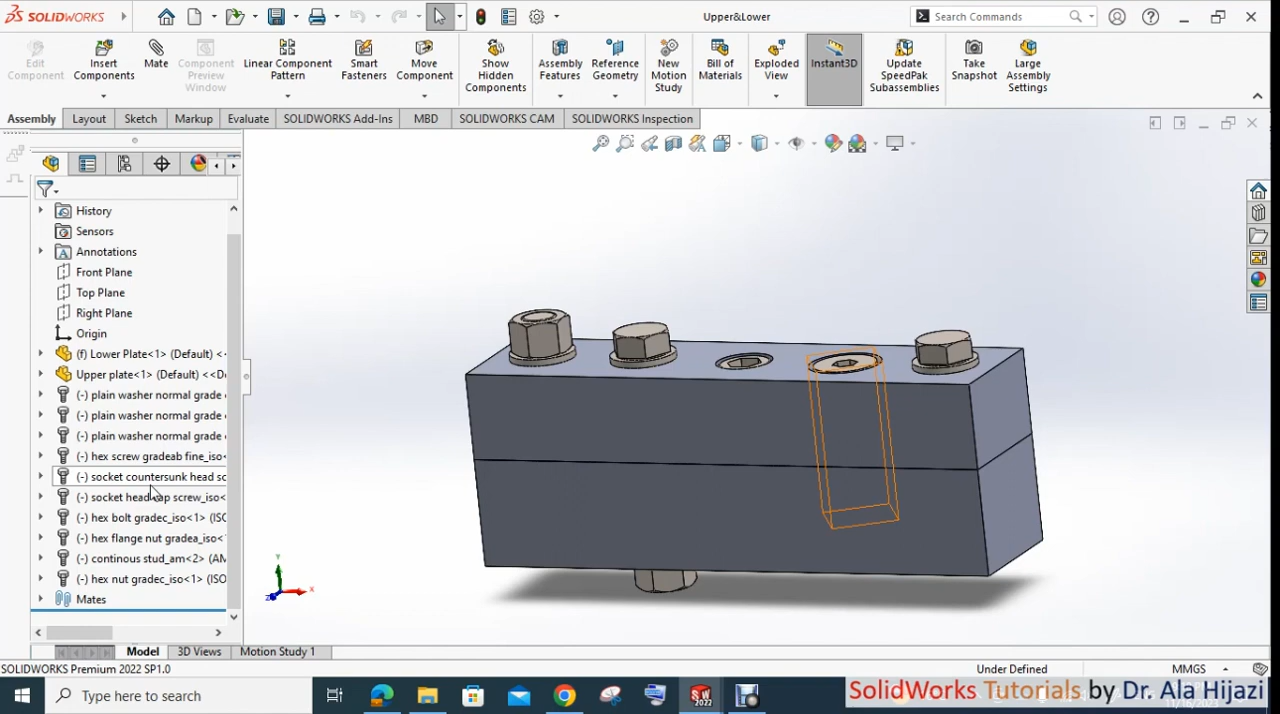 SOLIDWORKS
Upper&Lower
Search Commands
Edit Component
Insert Components
Mate
Component Preview Window
Linear Component Pattern
Smart Fasteners
Move Component
Show Hidden Components
Assembly Features
Reference Geometry
New Motion Study
Bill of Materials
Exploded View
Instant3D
Update SpeedPak Subassemblies
Take Snapshot
Large Assembly Settings
Assembly Layout Sketch Markup Evaluate SOLIDWORKS Add-Ins MBD SOLIDWORKS CAM SOLIDWORKS Inspection
History
Sensors
Annotations
Front Plane
Top Plane
Right Plane
Origin
(f) Lower Plate<1> (Default) <
Upper plate<1> (Default) <<D
(-) plain washer normal grade
(-) plain washer normal grade
(-) plain washer normal grade
(-) hex screw gradeab fine_iso<
(-) socket countersunk head sc
(-) socket head cap screw_iso<
(-) hex bolt gradec_iso<1> (ISO
(-) hex flange nut gradea_iso<
(-) continous stud_am<2> (AM
(-) hex nut gradec_iso<1> (ISO
Mates
Y
X
Z
Model 3D Views Motion Study 1
SOLIDWORKS Premium 2022 SP1.0
Under Defined
MMGS
Type here to search
SW
2022
SolidWorks Tutorials by Dr. Ala Hijazi
11/16/2023